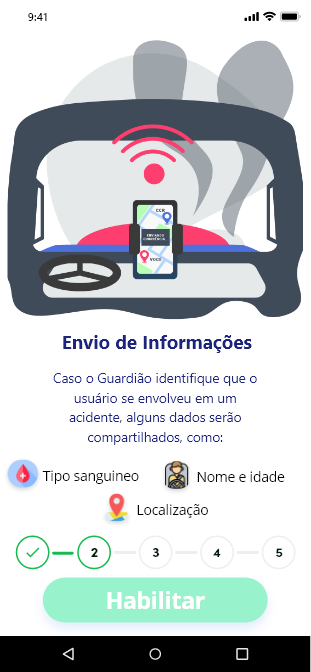 9:41
CCR
ENVIANDO
OCORRÊNCIA
VOCÊ
Envio de Informações
Caso o Guardião identifique que o
usuário se envolveu em um
acidente, alguns dados serão
compartilhados, como:
Tipo sanguineo
Nome e idade
Localização
2 3 4 5
Habilitar